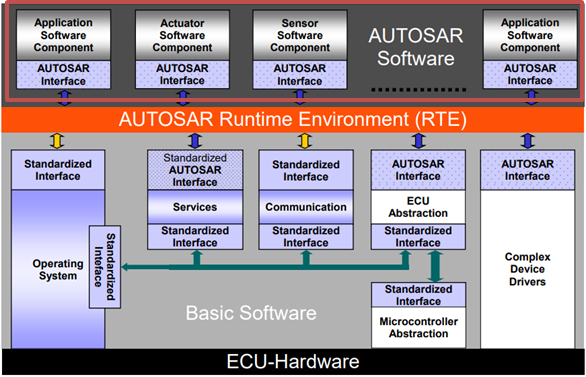 Application
Software
Component
AUTOSAR
Interface
Actuator
Software
Component
AUTOSAR
Interface
Sensor
Software
Component
AUTOSAR
Interface
AUTOSAR
Software
Application
Software
Component
AUTOSAR
Interface
AUTOSAR Runtime Environment (RTE)
Standardized
Interface
Operating
System
Standardized
Interface
Standardized
AUTOSAR
Interface
Services
Standardized
Interface
Standardized
Interface
Communication
Standardized
Interface
AUTOSAR
Interface
ECU
Abstraction
Standardized
Interface
Standardized
Interface
Microcontroller
Abstraction
AUTOSAR
Interface
Complex
Device
Drivers
Basic Software
ECU-Hardware